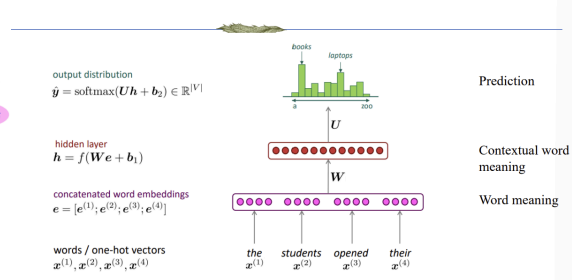 books
laptops
a
zoo
output distribution
ŷ = softmax(Uh + b₂) ∈ ℝ^|V|
Prediction
U
hidden layer
h = f(We + b₁)
Contextual word
meaning
W
concatenated word embeddings
e = [e⁽¹⁾; e⁽²⁾; e⁽³⁾; e⁽⁴⁾]
Word meaning
words / one-hot vectors
x⁽¹⁾, x⁽²⁾, x⁽³⁾, x⁽⁴⁾
the students opened their
x⁽¹⁾ x⁽²⁾ x⁽³⁾ x⁽⁴⁾